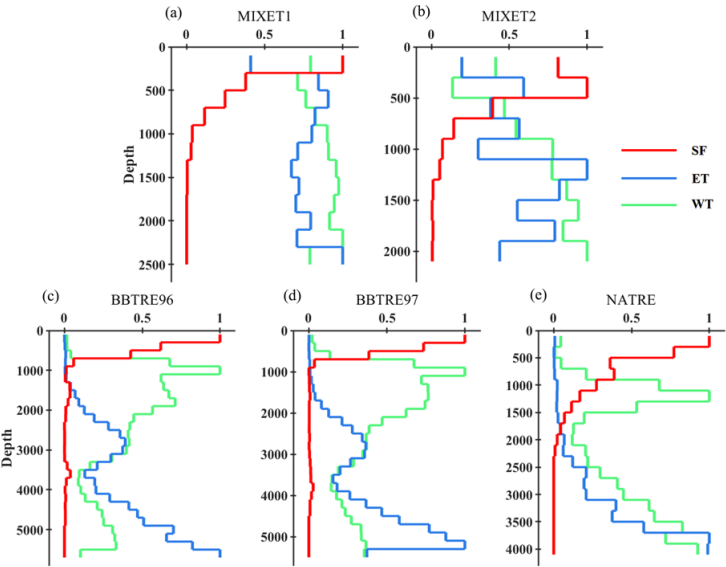 (a)
MIXET1
0 0.5 1
0
500
1000
1500
2000
2500
Depth
(b)
MIXET2
0 0.5 1
0
500
1000
1500
2000
SF
ET
WT
(c)
BBTRE96
0 0.5 1
0
1000
2000
3000
4000
5000
Depth
(d)
BBTRE97
0 0.5 1
0
1000
2000
3000
4000
5000
(e)
NATRE
0 0.5 1
0
500
1000
1500
2000
2500
3000
3500
4000